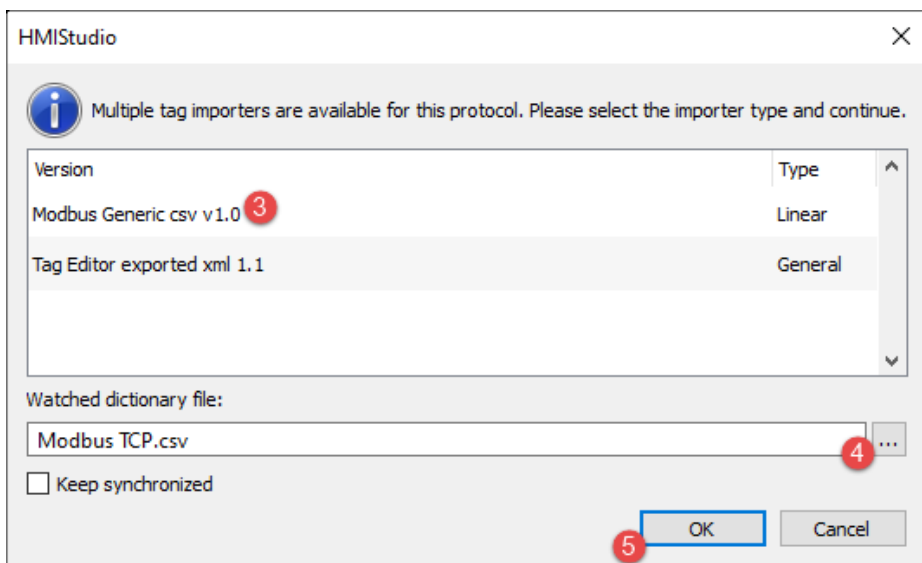 HMIStudio
Multiple tag importers are available for this protocol. Please select the importer type and continue.
Version Type
Modbus Generic csv v1.0 3 Linear
Tag Editor exported xml 1.1 General
Watched dictionary file:
Modbus TCP.csv 4 ...
Keep synchronized
5 OK Cancel